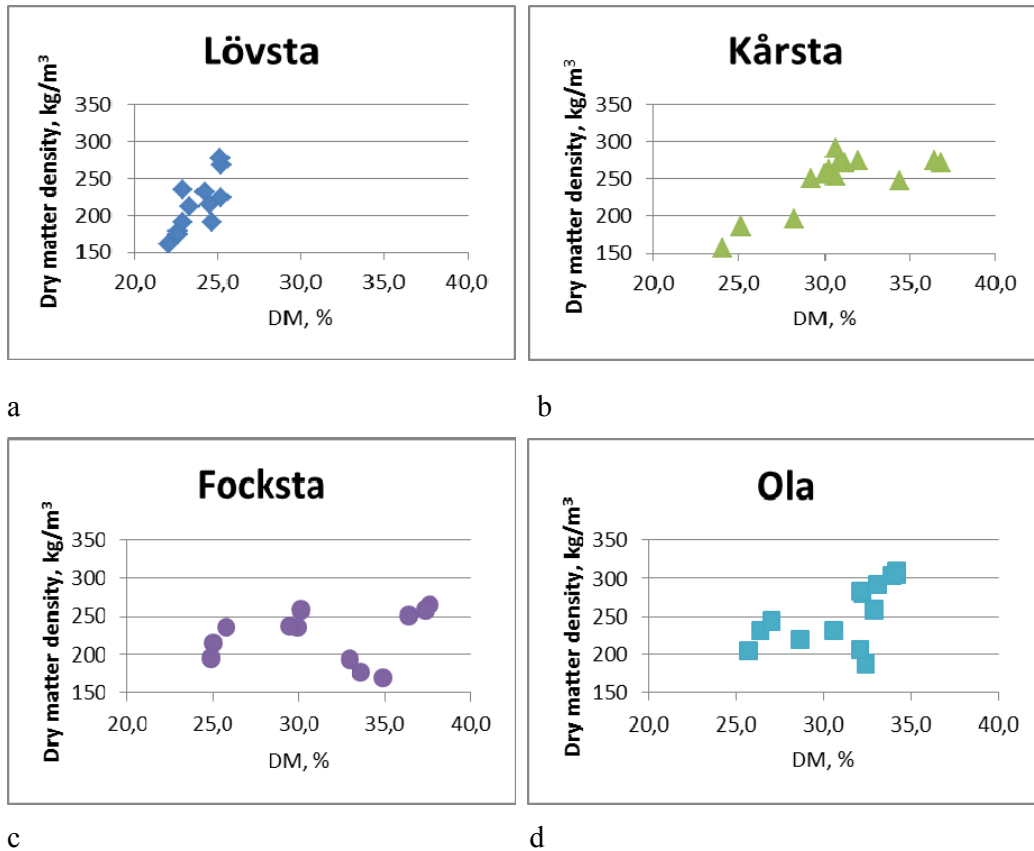 Lövsta
Dry matter density, kg/m³
350
300
250
200
150
20,0 25,0 30,0 35,0 40,0
DM, %
a
Kårsta
Dry matter density, kg/m³
350
300
250
200
150
20,0 25,0 30,0 35,0 40,0
DM, %
b
Focksta
Dry matter density, kg/m³
350
300
250
200
150
20,0 25,0 30,0 35,0 40,0
DM, %
c
Ola
Dry matter density, kg/m³
350
300
250
200
150
20,0 25,0 30,0 35,0 40,0
DM, %
d